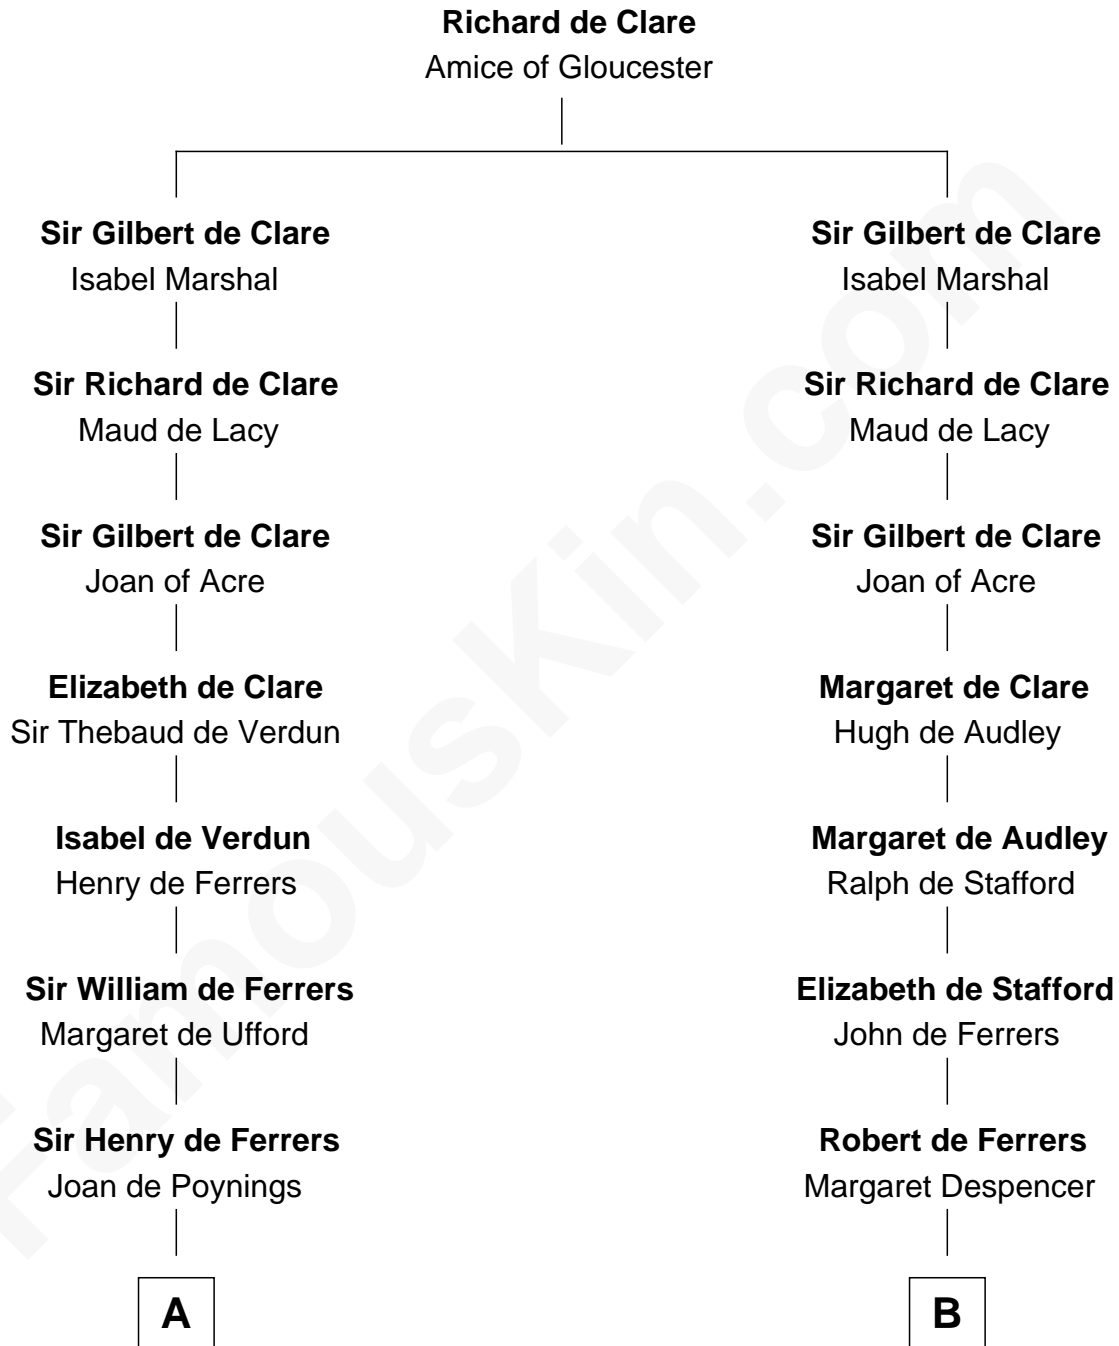 Richard de Clare
Amice of Gloucester
Sir Gilbert de Clare
Isabel Marshal
Sir Richard de Clare
Maud de Lacy
Sir Gilbert de Clare
Joan of Acre
Elizabeth de Clare
Sir Thebaud de Verdun
Isabel de Verdun
Henry de Ferrers
Sir William de Ferrers
Margaret de Ufford
Sir Henry de Ferrers
Joan de Poynings
A
Sir Gilbert de Clare
Isabel Marshal
Sir Richard de Clare
Maud de Lacy
Sir Gilbert de Clare
Joan of Acre
Margaret de Clare
Hugh de Audley
Margaret de Audley
Ralph de Stafford
Elizabeth de Stafford
John de Ferrers
Robert de Ferrers
Margaret Despencer
B
FamousKin.com